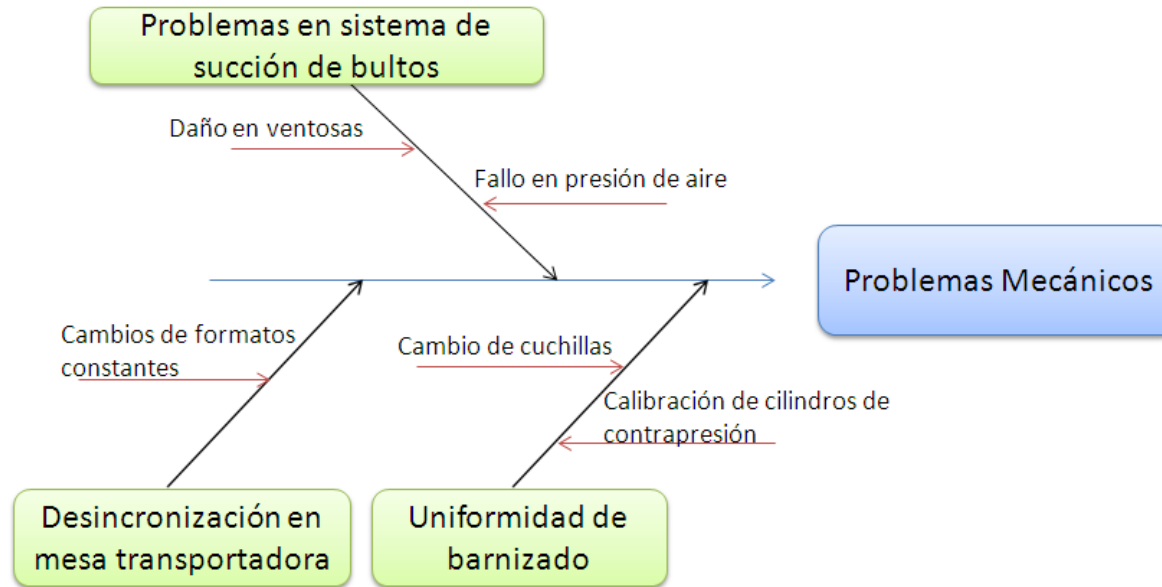 Problemas en sistema de
succión de bultos
Daño en ventosas
Fallo en presión de aire
Problemas Mecánicos
Cambios de formatos
constantes
Cambio de cuchillas
Calibración de cilindros de
contrapresión
Desincronización en
mesa transportadora
Uniformidad de
barnizado